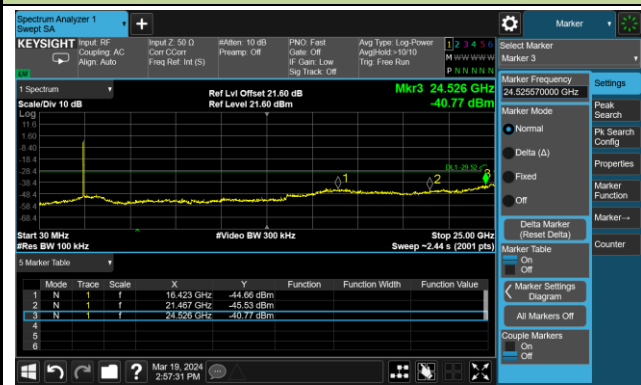 Spectrum Analyzer 1
Swept SA
+
Marker
KEYSIGHT Input: RF Input Z: 50 Ω #Atten: 10 dB PNO: Fast Avg Type: Log-Power 1 2 3 4 5 6
Coupling: AC Corr CCorr Preamp: Off Gate: Off Avg|Hold:>10/10 M W W W W W
Align: Auto Freq Ref: Int (S) IF Gain: Low Trig: Free Run P N N N N N
Sig Track: Off
LXI
Select Marker
Marker 3
1 Spectrum
Scale/Div 10 dB
Log
Ref Lvl Offset 21.60 dB
Ref Level 21.60 dBm
Mkr3 24.526 GHz
-40.77 dBm
11.6
1.60
-8.40
-18.4
-28.4
-38.4
-48.4
-58.4
-68.4
DL1 -29.52
1
2
3
Start 30 MHz #Video BW 300 kHz Stop 25.00 GHz
#Res BW 100 kHz Sweep ~2.44 s (2001 pts)
5 Marker Table
Mode Trace Scale X Y Function Function Width Function Value
1 N 1 f 16.423 GHz -44.66 dBm
2 N 1 f 21.467 GHz -45.53 dBm
3 N 1 f 24.526 GHz -40.77 dBm
4
5
6
Marker Frequency
24.525570000 GHz
Marker Mode
Normal
Delta (Δ)
Fixed
Off
Delta Marker
(Reset Delta)
Marker Table
On
Off
Marker Settings
Diagram
All Markers Off
Couple Markers
On
Off
Settings
Peak
Search
Pk Search
Config
Properties
Marker
Function
Marker→
Counter
?
Mar 19, 2024
2:57:31 PM